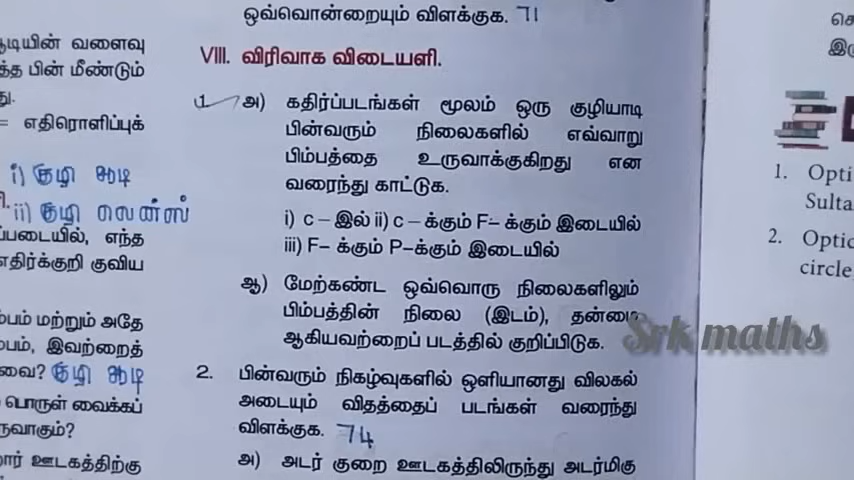 ஒவ்வொன்றையும் விளக்குக. 71
VIII. விரிவாக விடையளி.
டியின் வளைவு
த்த பின் மீண்டும்
து.
= எதிரொளிப்புக்
i) குழி ஆடி
ii) குழி லென்ஸ்
ப்படையில், எந்த
எதிர்க்குறி குவிய
ம்பம் மற்றும் அதே
ம்பம், இவற்றைத்
வை? குழி ஆடி
பொருள் வைக்கப்
ருவாகும்?
றார் ஊடகத்திற்கு
1 அ) கதிர்ப்படங்கள் மூலம் ஒரு குழியாடி
பின்வரும் நிலைகளில் எவ்வாறு
பிம்பத்தை உருவாக்குகிறது என
வரைந்து காட்டுக.
i) c – இல் ii) c – க்கும் F– க்கும் இடையில்
iii) F– க்கும் P–க்கும் இடையில்
ஆ) மேற்கண்ட ஒவ்வொரு நிலைகளிலும்
பிம்பத்தின் நிலை (இடம்), தன்மை
ஆகியவற்றைப் படத்தில் குறிப்பிடுக.
Srk maths
2. பின்வரும் நிகழ்வுகளில் ஒளியானது விலகல்
அடையும் விதத்தைப் படங்கள் வரைந்து
விளக்குக. 74
அ) அடர் குறை ஊடகத்திலிருந்து அடர்மிகு
1. Opti
Sulta
2. Optic
circle